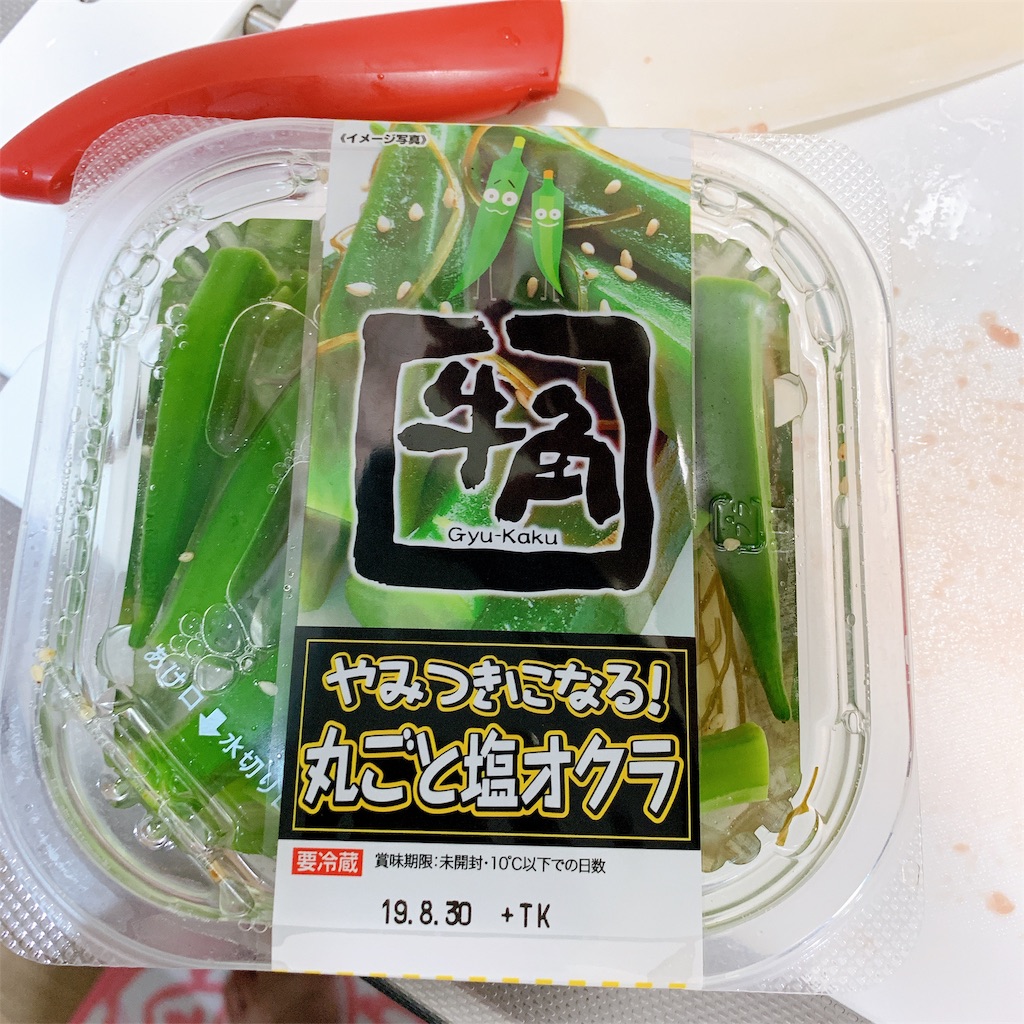 《イメージ写真》
牛角
Gyu-Kaku
やみつきになる!
丸ごと塩オクラ
あけ口
水切り口
要冷蔵 賞味期限:未開封・10℃以下での日数
19.8.30 +TK